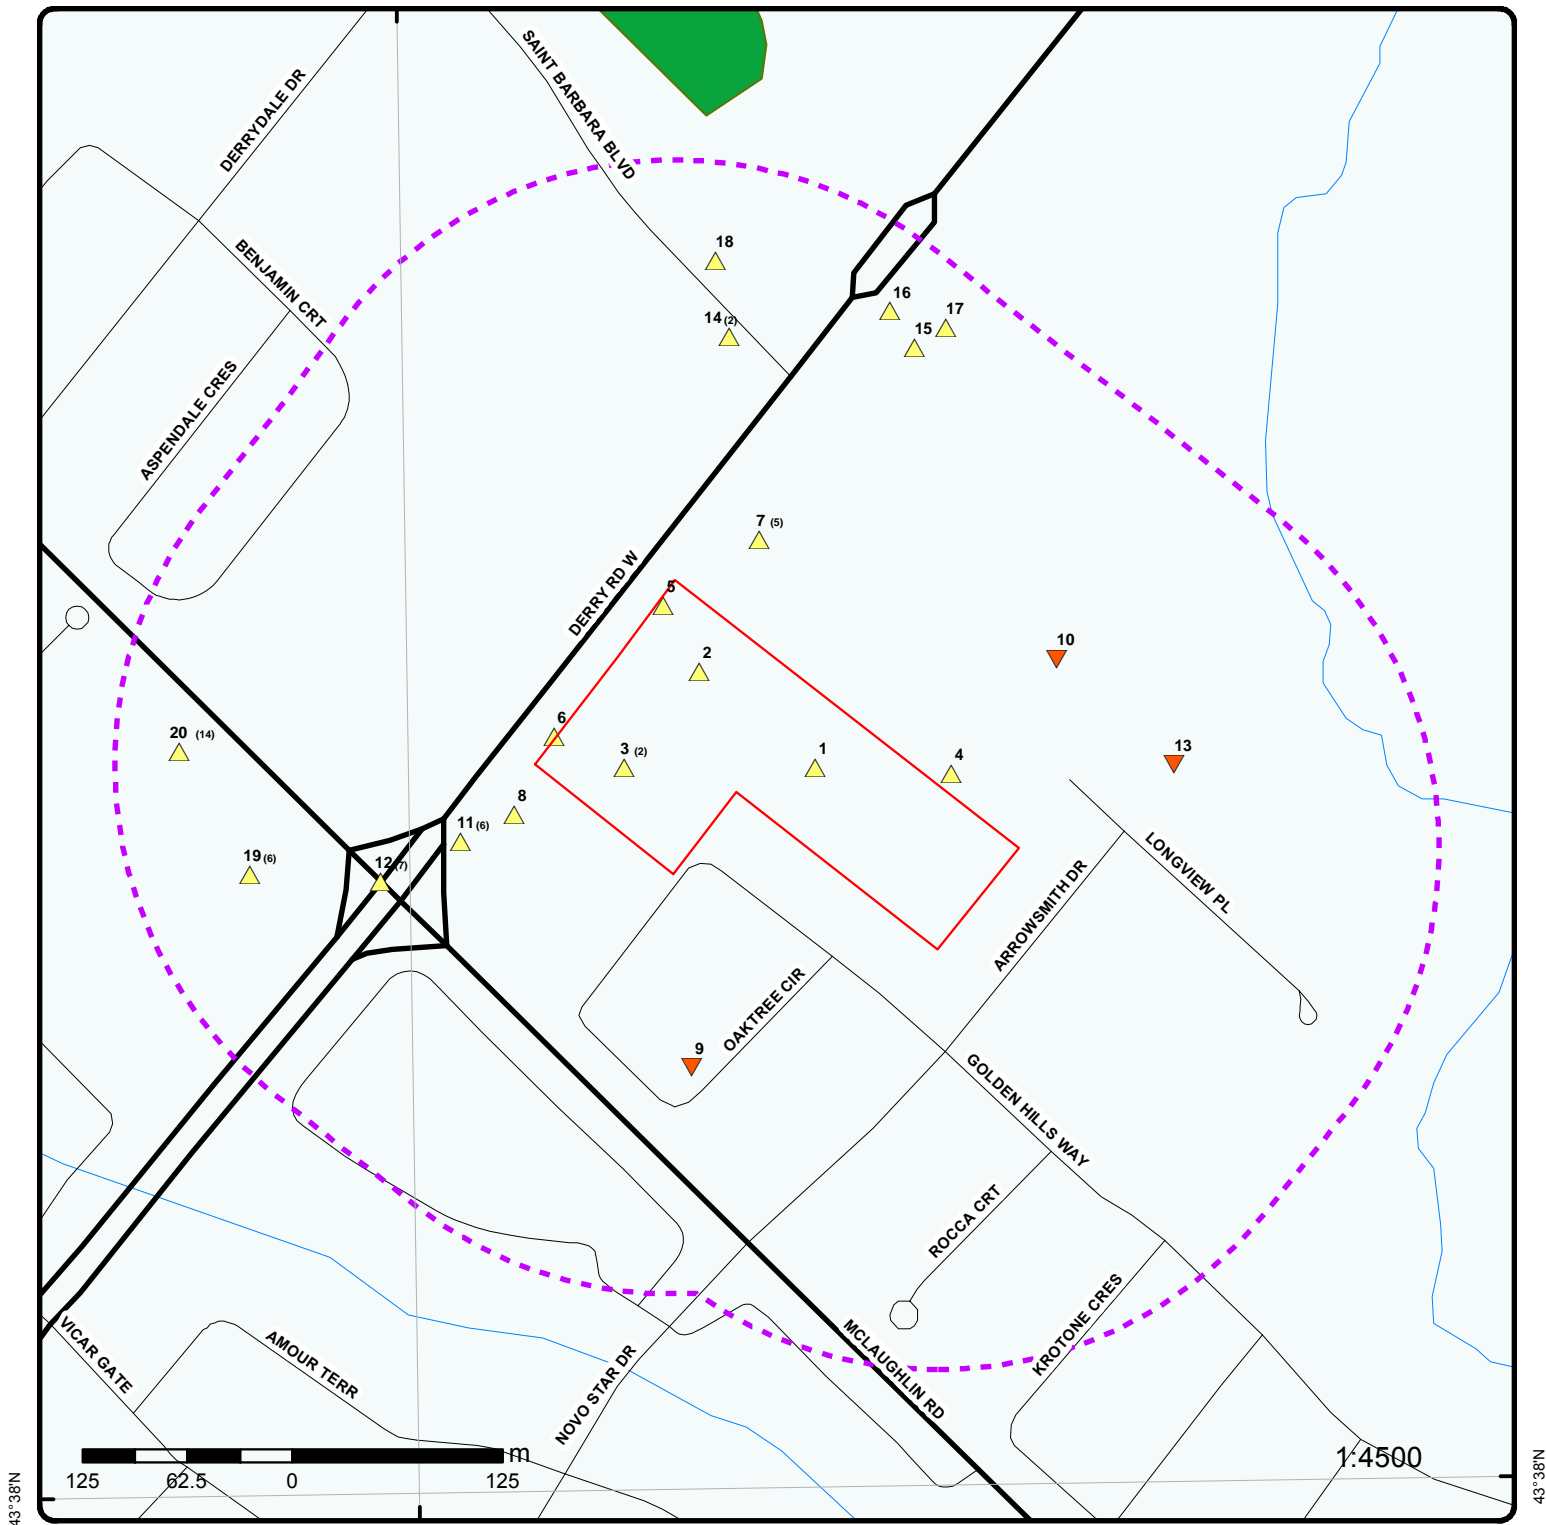 SAINT BARBARA BLVD
DERRYDALE DR
BENJAMIN CRT
18
16
17
14 (2)
15
ASPENDALE CRES
7 (5)
DERRY RD W
5
10
2
6
20 (14)
3 (2)
1
4
13
8
11 (6)
LONGVIEW PL
19 (6)
12 (7)
ARROWSMITH DR
OAKTREE CIR
9
GOLDEN HILLS WAY
ROCCA CRT
KROTONE CRES
VICAR GATE
AMOUR TERR
NOVO STAR DR
MCLAUGHLIN RD
m
1:4500
125 62.5 0 125
43°38'N
43°38'N